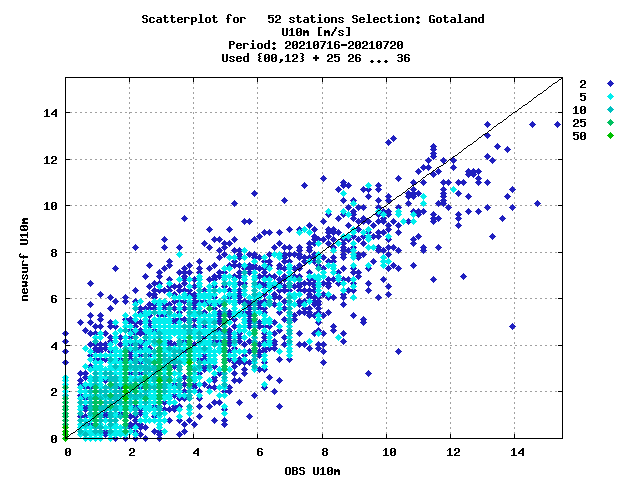 Scatterplot for   52 stations Selection: Gotaland
U10m [m/s]
Period: 20210716-20210720
Used {00,12} + 25 26 ... 36
2
5
10
25
50
14
12
10
8
6
4
2
0
newsurf U10m
0 2 4 6 8 10 12 14
OBS U10m